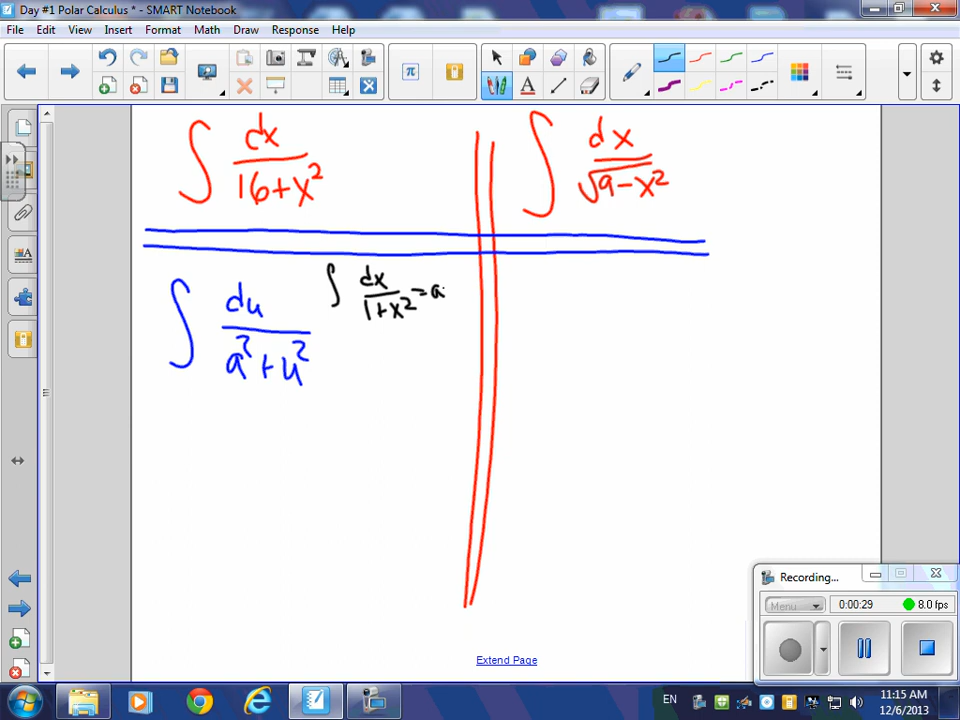 Day #1 Polar Calculus * - SMART Notebook
File Edit View Insert Format Math Draw Response Help
∫ dx/(16+x²)
∫ dx/√(9-x²)
∫ du/(a²+u²)
∫ dx/(1+x²) = a
Recording...
Menu 0:00:29 8.0 fps
Extend Page
EN 11:15 AM
12/6/2013